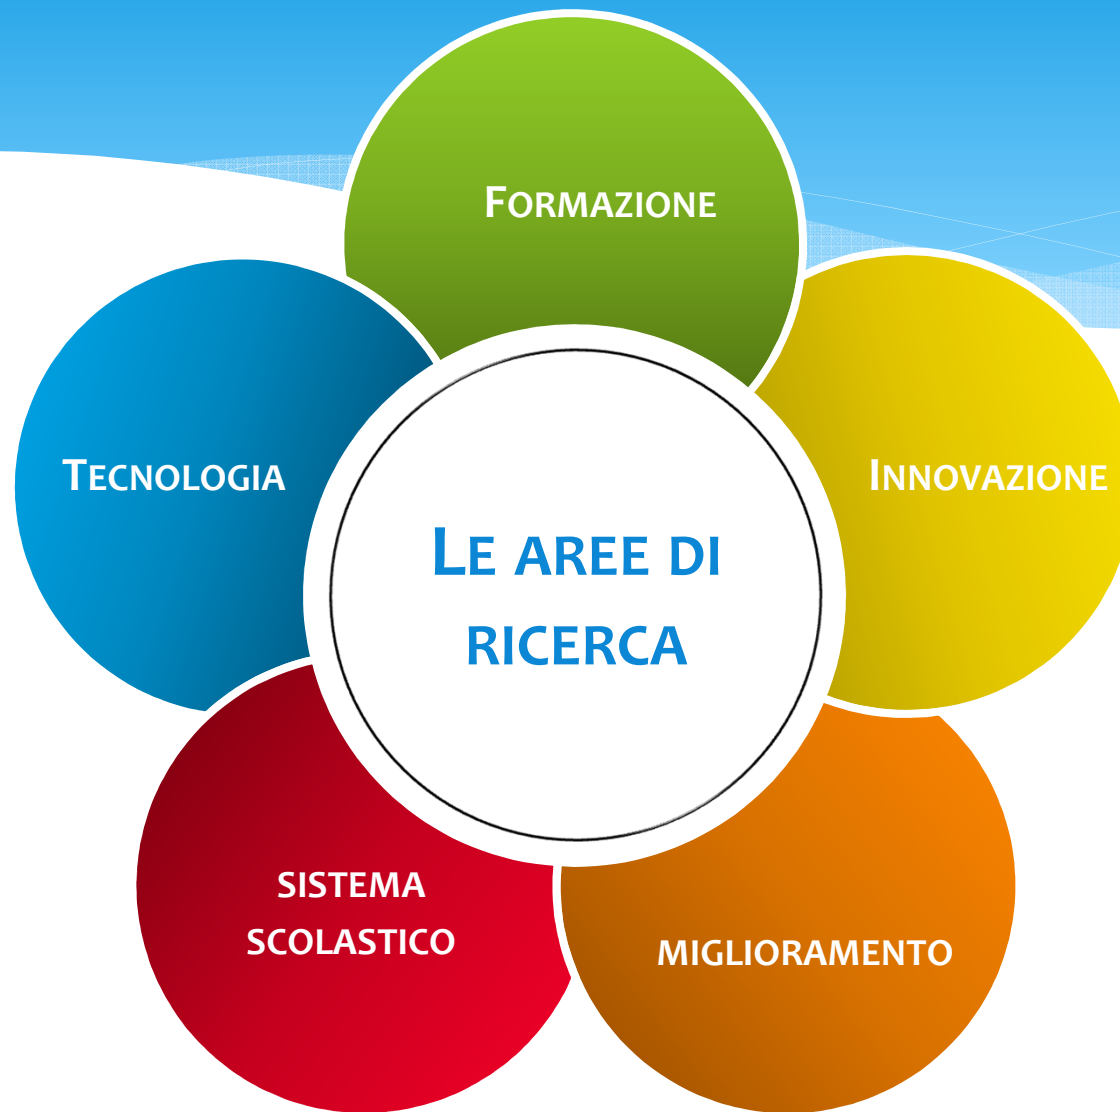 Formazione
Tecnologia
Innovazione
Le aree di
ricerca
sistema
scolastico
miglioramento